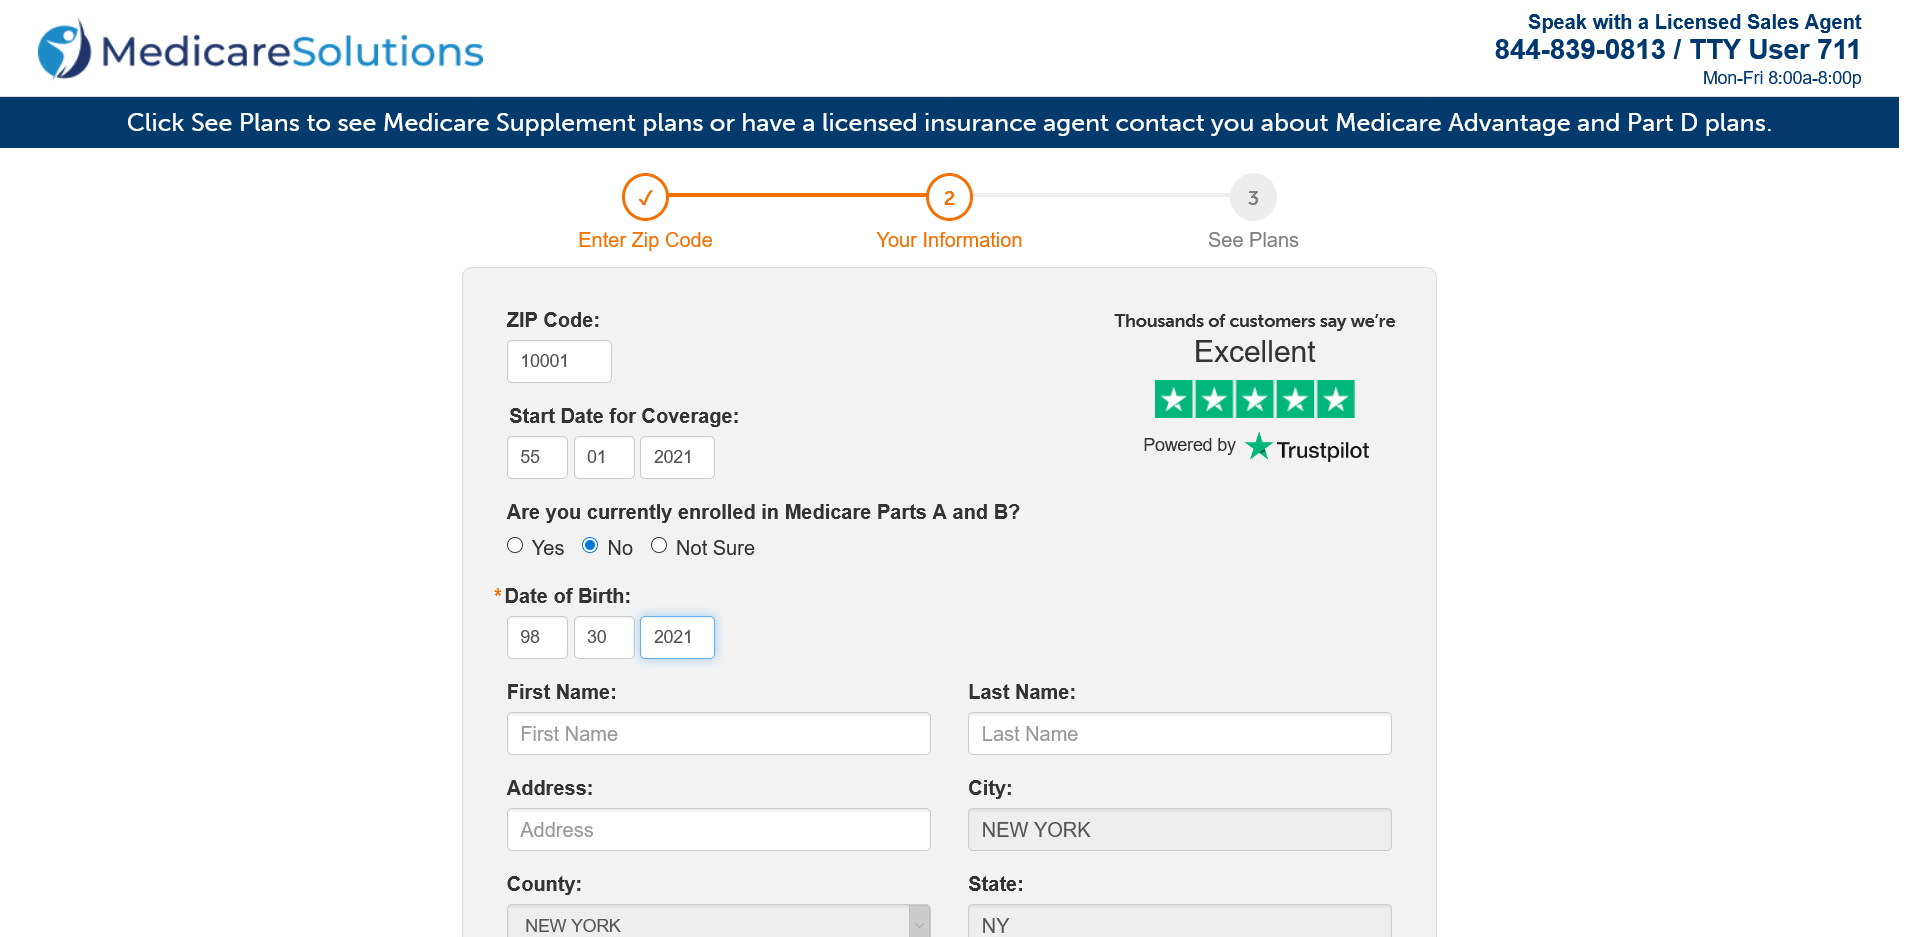 MedicareSolutions
Speak with a Licensed Sales Agent
844-839-0813 / TTY User 711
Mon-Fri 8:00a-8:00p
Click See Plans to see Medicare Supplement plans or have a licensed insurance agent contact you about Medicare Advantage and Part D plans.
✓ 2 3
Enter Zip Code Your Information See Plans
ZIP Code:
10001
Thousands of customers say we're
Excellent
Powered by Trustpilot
Start Date for Coverage:
55 01 2021
Are you currently enrolled in Medicare Parts A and B?
Yes No Not Sure
*Date of Birth:
98 30 2021
First Name: Last Name:
First Name Last Name
Address: City:
Address NEW YORK
County: State:
NEW YORK NY